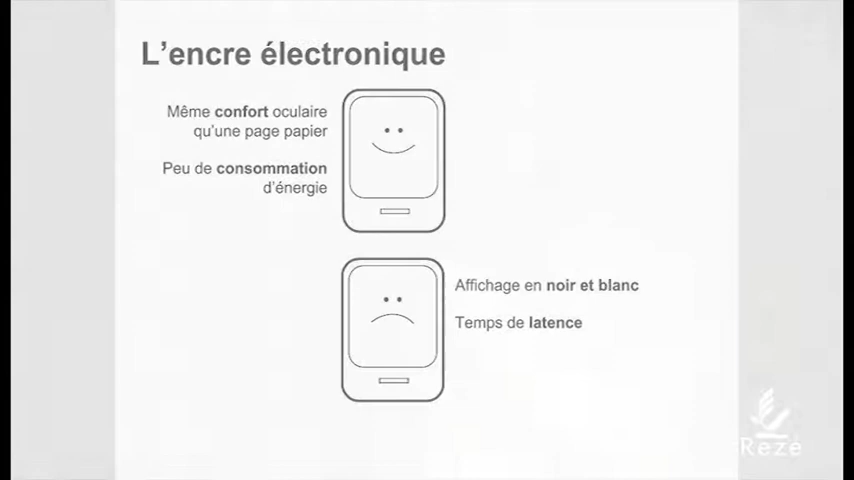 L'encre électronique
Même confort oculaire
qu'une page papier
Peu de consommation
d'énergie
Affichage en noir et blanc
Temps de latence
Rezé